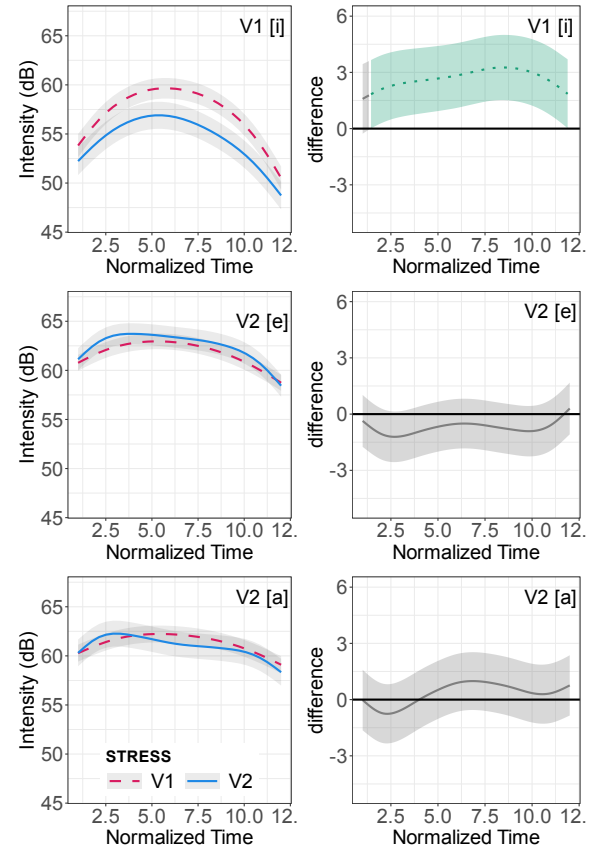 V1 [i]
Intensity (dB)
65
60
55
50
45
2.5 5.0 7.5 10.0 12.
Normalized Time
V1 [i]
difference
6
3
0
-3
2.5 5.0 7.5 10.0 12.
Normalized Time
V2 [e]
Intensity (dB)
65
60
55
50
45
2.5 5.0 7.5 10.0 12.
Normalized Time
V2 [e]
difference
6
3
0
-3
2.5 5.0 7.5 10.0 12.
Normalized Time
V2 [a]
Intensity (dB)
65
60
55
50
45
STRESS
V1 V2
2.5 5.0 7.5 10.0 12.
Normalized Time
V2 [a]
difference
6
3
0
-3
2.5 5.0 7.5 10.0 12.
Normalized Time